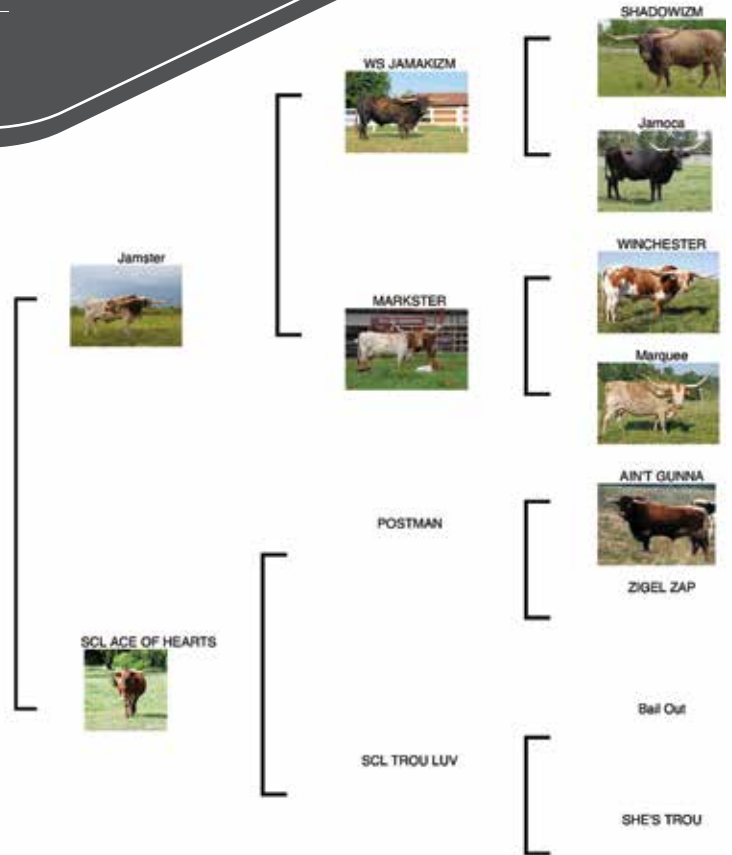 SHADOWIZM
WS JAMAKIZM
Jamoca
WINCHESTER
Jamster
MARKSTER
Marquee
AIN'T GUNNA
POSTMAN
ZIGEL ZAP
SCL ACE OF HEARTS
Bail Out
SCL TROU LUV
SHE'S TROU